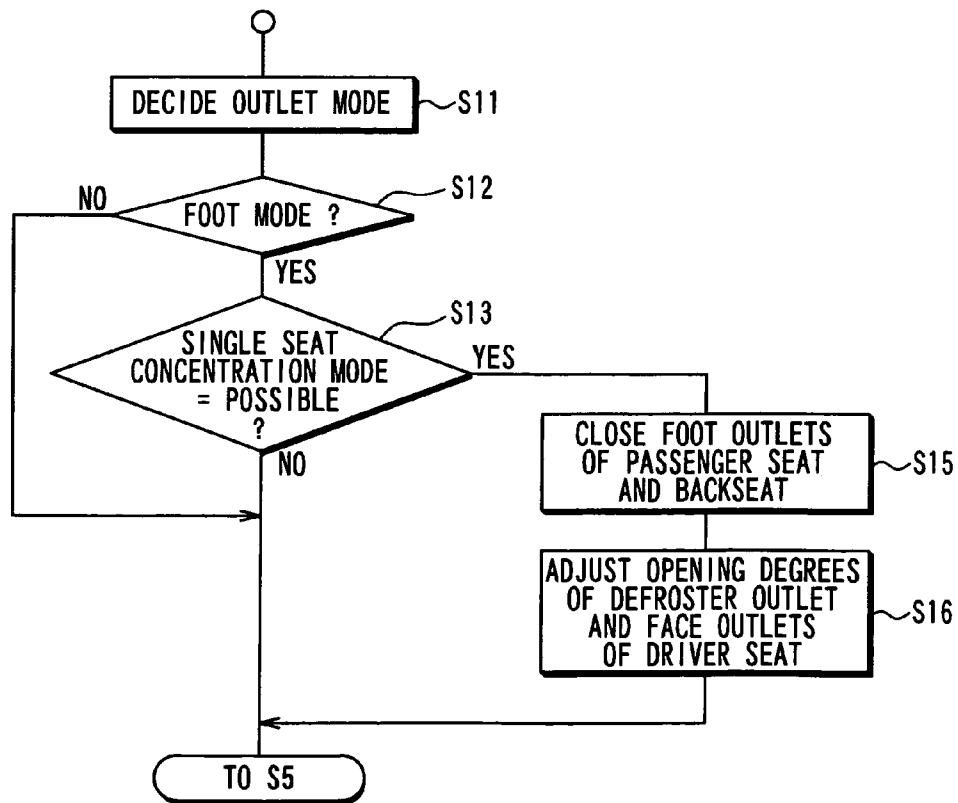 DECIDE OUTLET MODE
S11
NO
S12
FOOT MODE ?
YES
S13
SINGLE SEAT
CONCENTRATION MODE
= POSSIBLE
?
YES
NO
CLOSE FOOT OUTLETS
OF PASSENGER SEAT
AND BACKSEAT
S15
ADJUST OPENING DEGREES
OF DEFROSTER OUTLET
AND FACE OUTLETS
OF DRIVER SEAT
S16
TO S5